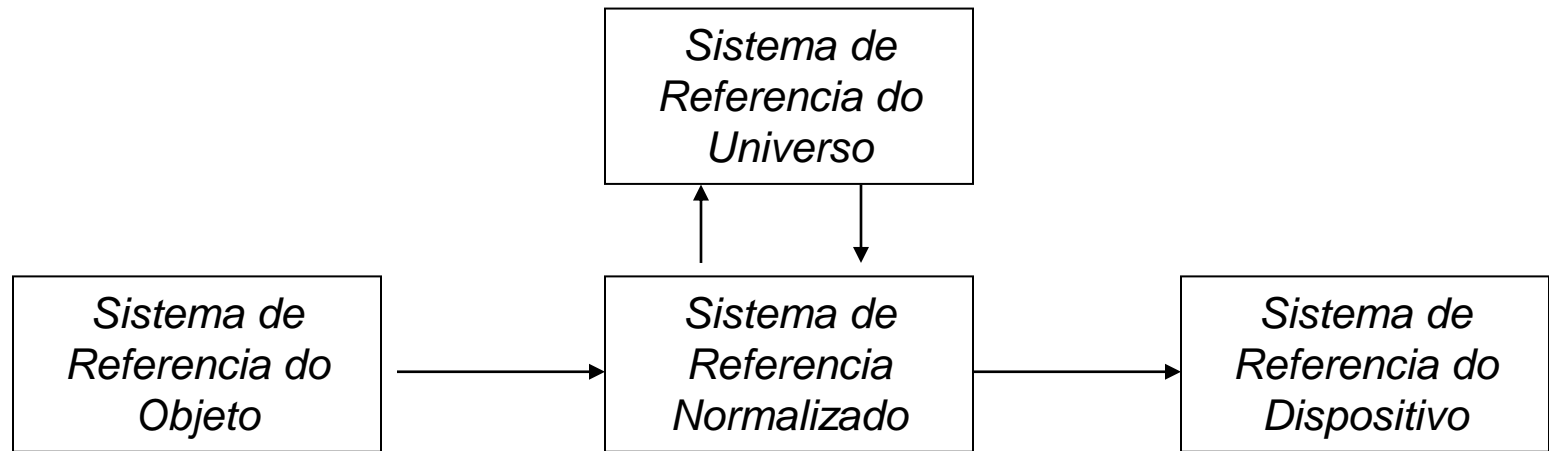 Sistema de
Referencia do
Universo
Sistema de
Referencia do
Objeto
Sistema de
Referencia
Normalizado
Sistema de
Referencia do
Dispositivo